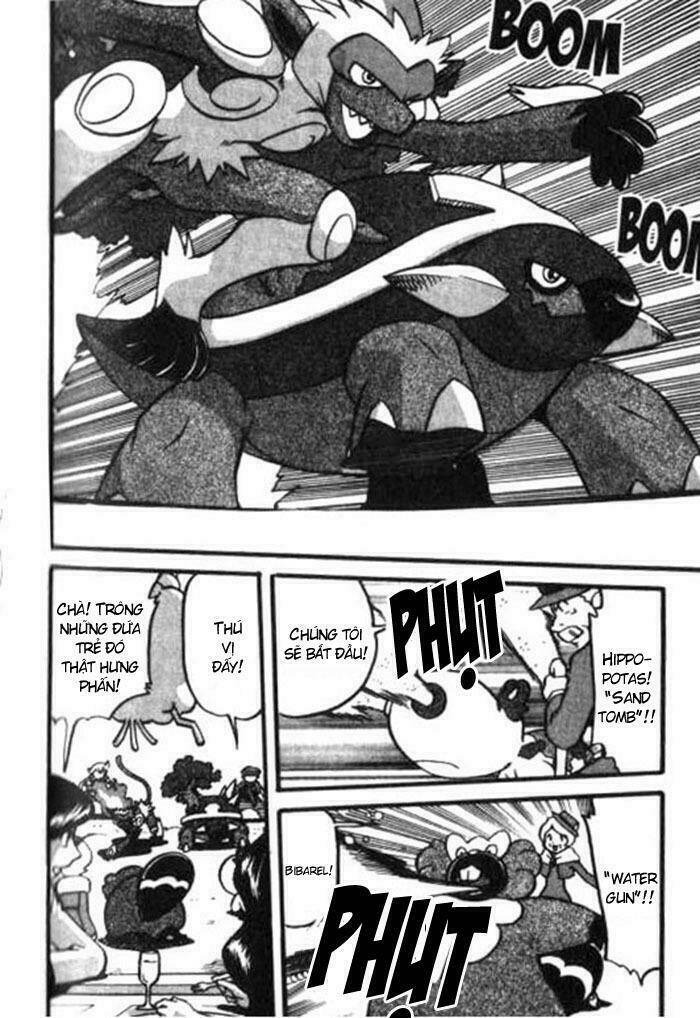 BOOM
BOOM
CHÀ! TRÔNG
NHỮNG ĐỨA
TRẺ ĐÓ
THẬT HƯNG
PHẤN!
THÚ
VỊ
ĐẤY!
CHÚNG TÔI
SẼ BẮT ĐẦU!
PHỤT
HIPPO-
POTAS!
"SAND
TOMB"!!
BIBAREL!
PHỤT
"WATER
GUN"!!